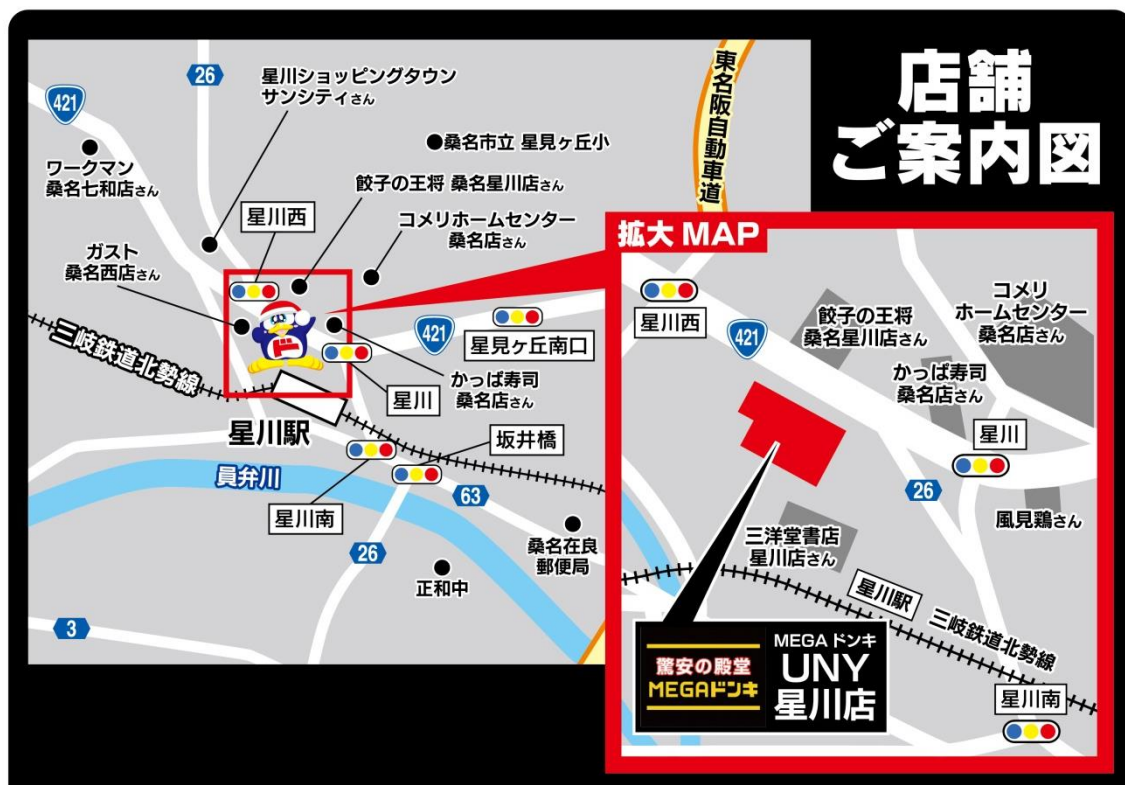 店舗
ご案内図
26
421
星川ショッピングタウン
サンシティさん
東名阪自動車道
ワークマン
桑名七和店さん
桑名市立 星見ヶ丘小
餃子の王将 桑名星川店さん
星川西
コメリホームセンター
桑名店さん
ガスト
桑名西店さん
ド
三岐鉄道北勢線
421
星見ヶ丘南口
星川
かっぱ寿司
桑名店さん
星川駅
坂井橋
員弁川
星川南
63
26
桑名在良
郵便局
正和中
3
拡大 MAP
星川西
421
餃子の王将
桑名星川店さん
コメリ
ホームセンター
桑名店さん
かっぱ寿司
桑名店さん
星川
26
風見鶏さん
三洋堂書店
星川店さん
星川駅
三岐鉄道北勢線
星川南
驚安の殿堂
MEGAドンキ
MEGA ドンキ
UNY
星川店